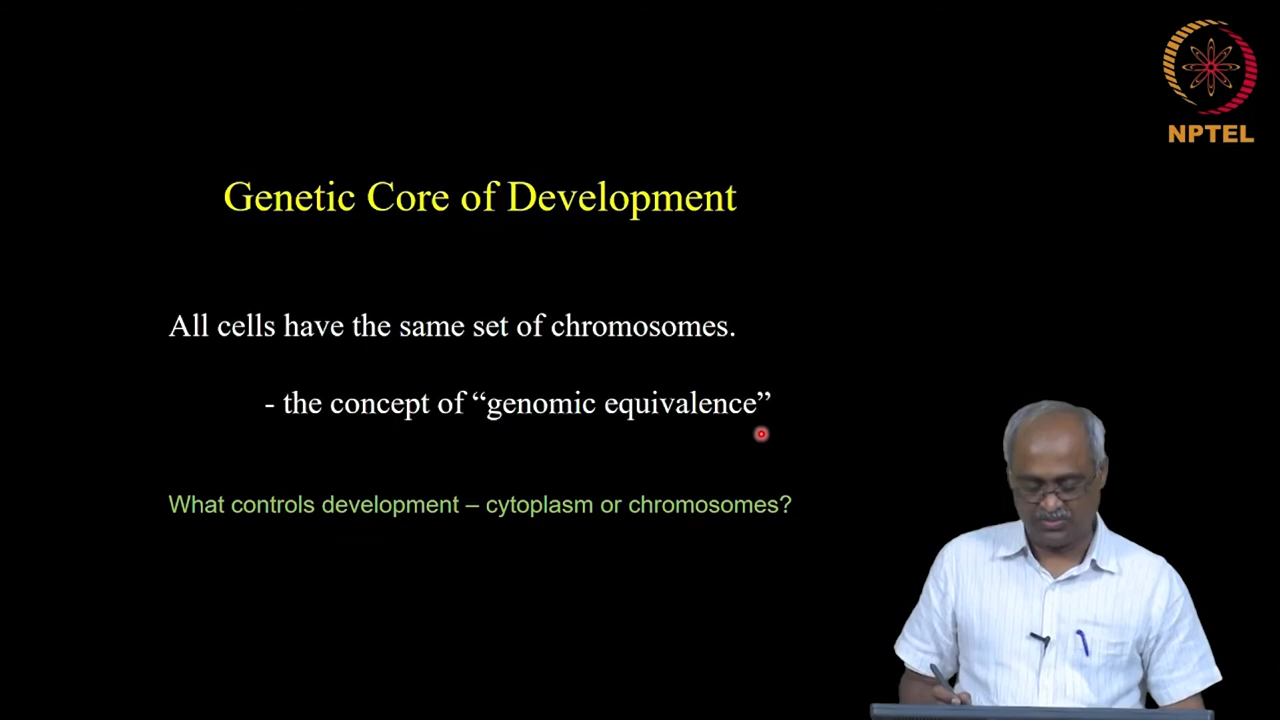 NPTEL
Genetic Core of Development
All cells have the same set of chromosomes.
- the concept of “genomic equivalence”
What controls development – cytoplasm or chromosomes?